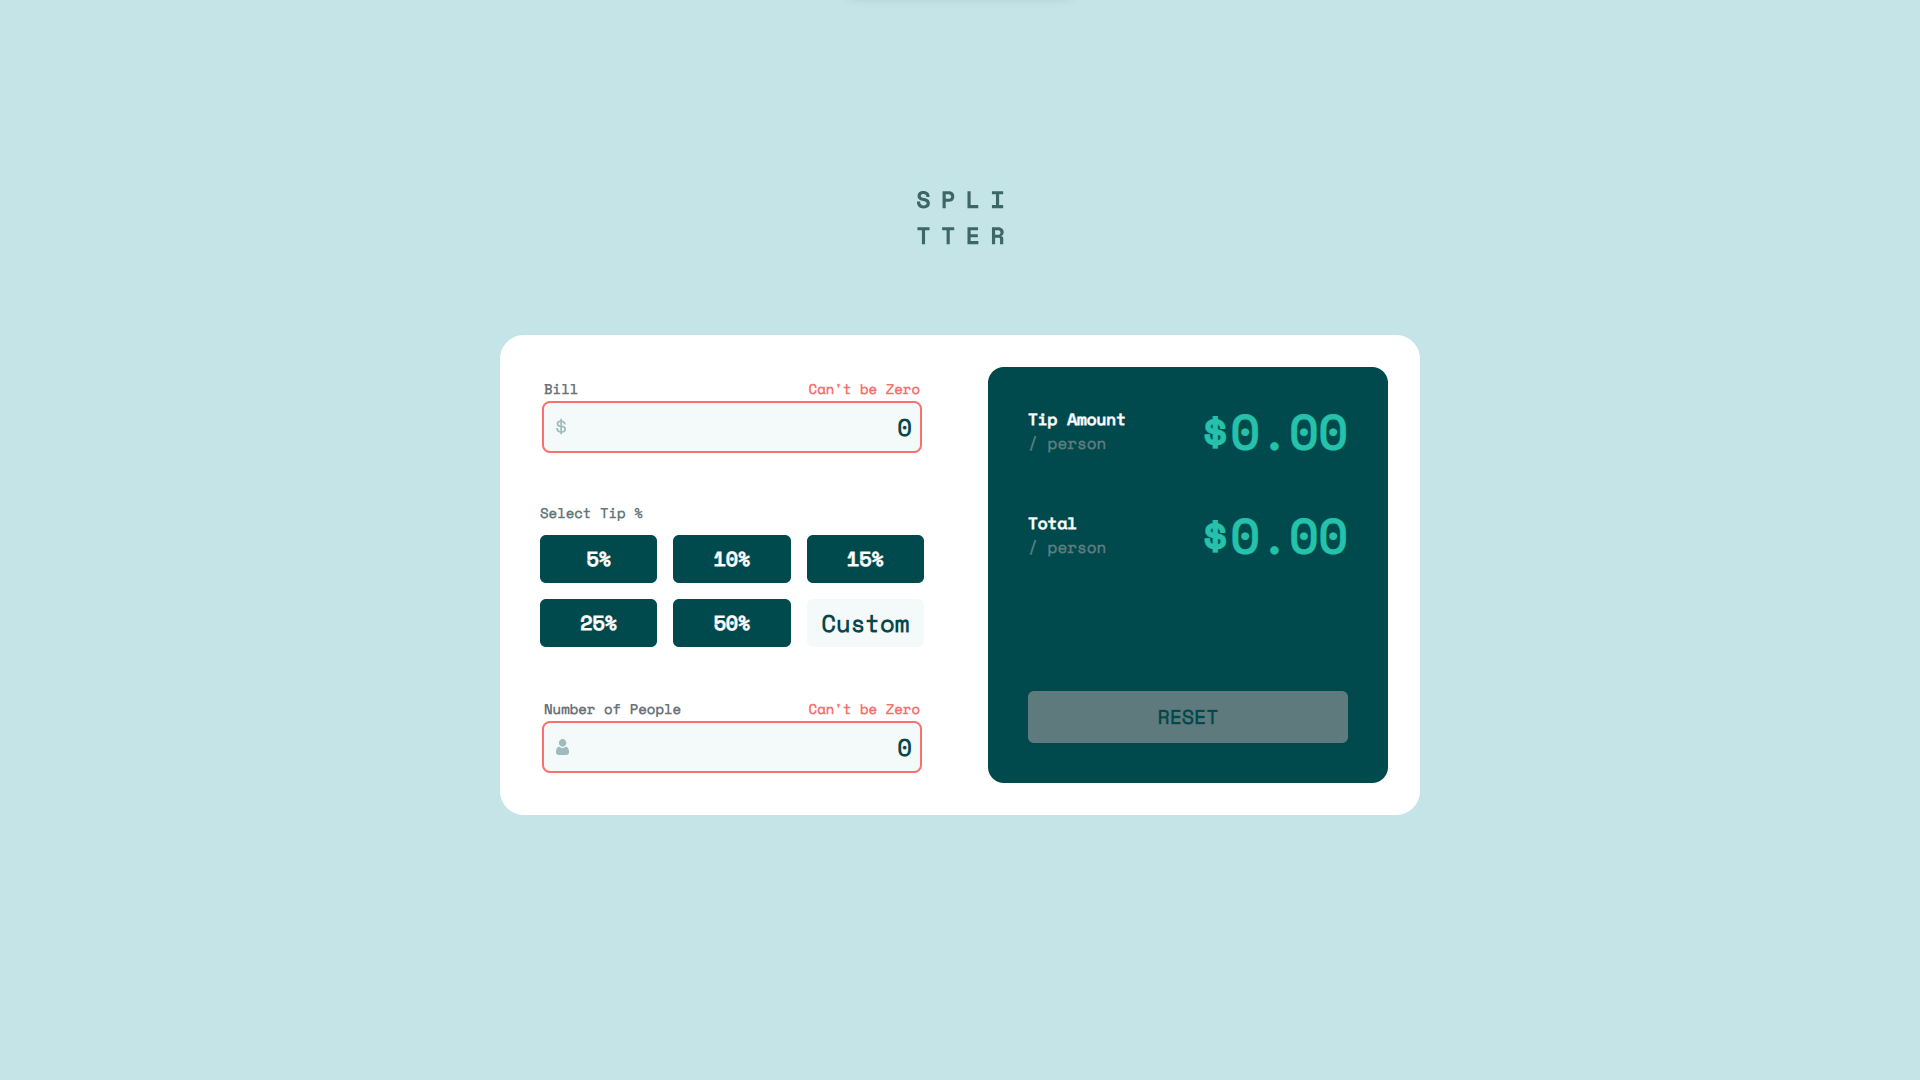 SPLI
TTER
Bill Can't be Zero
$ 0
Select Tip %
5% 10% 15%
25% 50% Custom
Number of People Can't be Zero
0
Tip Amount
/ person
$0.00
Total
/ person
$0.00
RESET